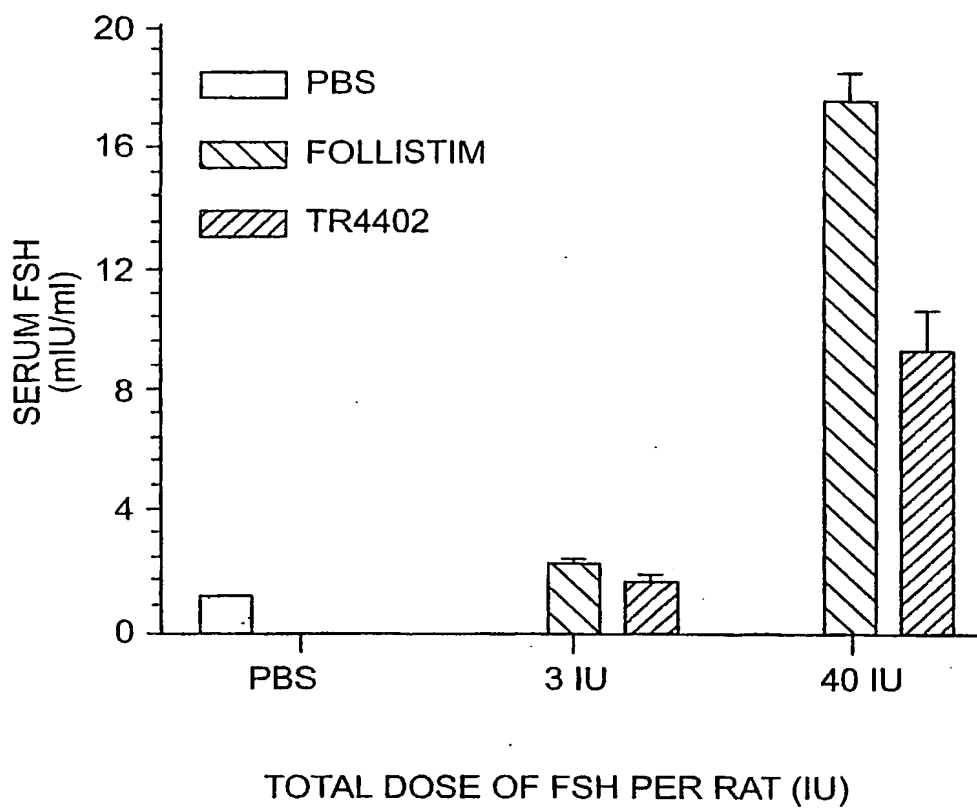 20
16
12
8
4
0
SERUM FSH
(mIU/ml)
PBS
FOLLISTIM
TR4402
PBS
3 IU
40 IU
TOTAL DOSE OF FSH PER RAT (IU)